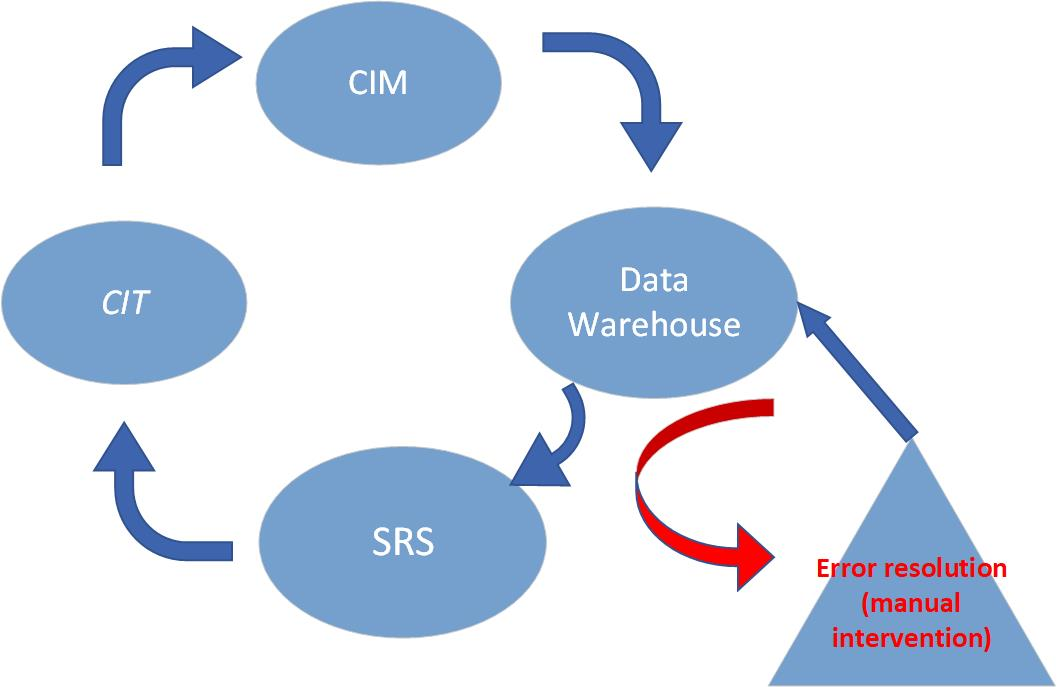 CIM
CIT
Data
Warehouse
SRS
Error resolution
(manual
intervention)